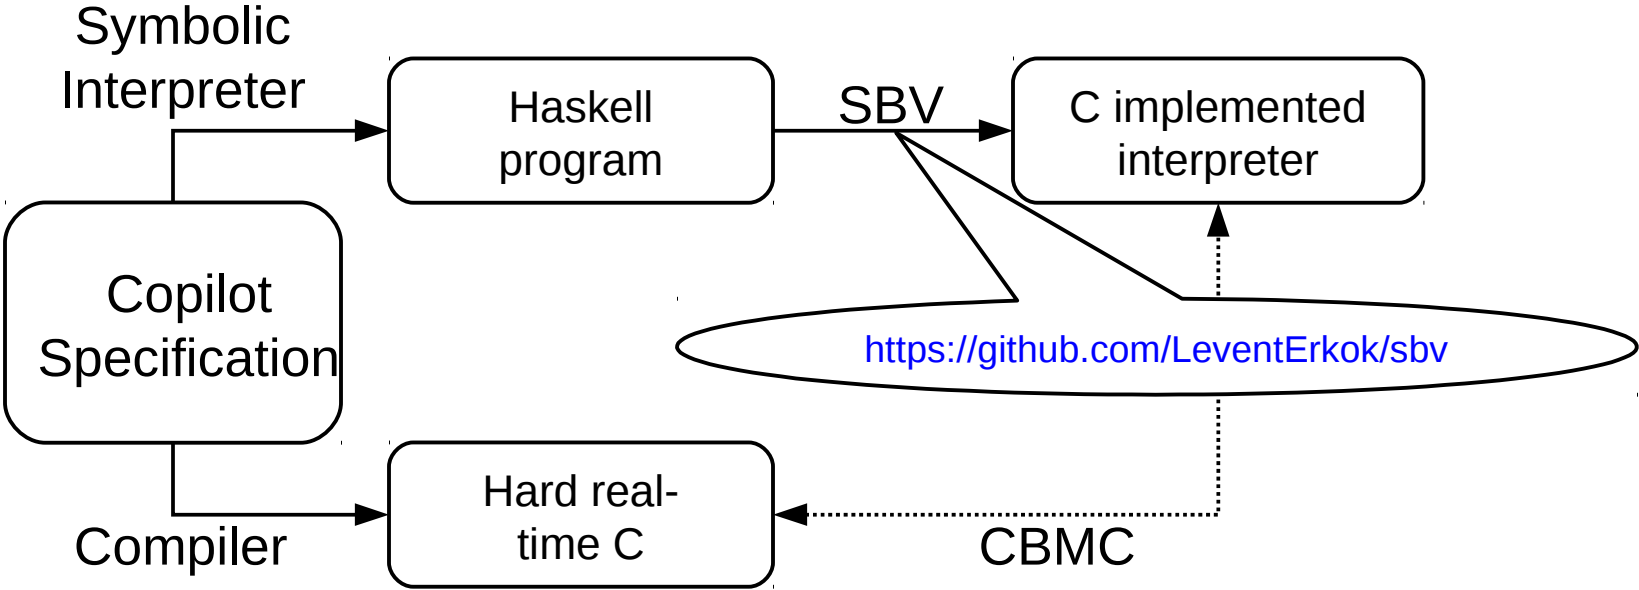 Symbolic
Interpreter
Haskell
program
SBV
C implemented
interpreter
Copilot
Specification
https://github.com/LeventErkok/sbv
Hard real-
time C
Compiler
CBMC